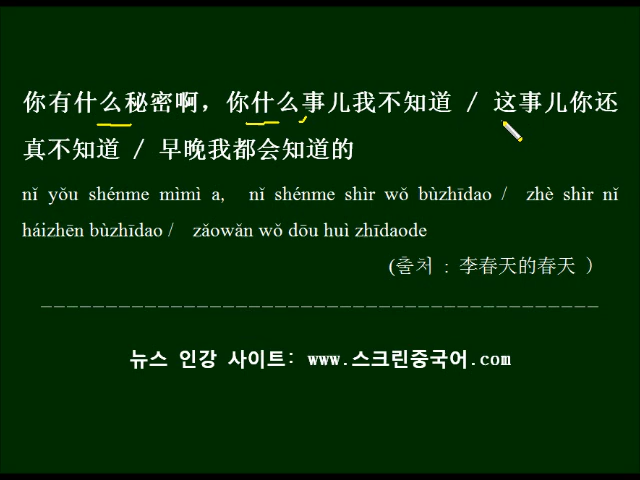 你有什么秘密啊，你什么事儿我不知道 / 这事儿你还
真不知道 / 早晚我都会知道的
nǐ yǒu shénme mìmì a, nǐ shénme shìr wǒ bùzhīdao / zhè shìr nǐ
háizhēn bùzhīdao / zǎowǎn wǒ dōu huì zhīdaode
(출처 : 李春天的春天 )
뉴스 인강 사이트: www.스크린중국어.com